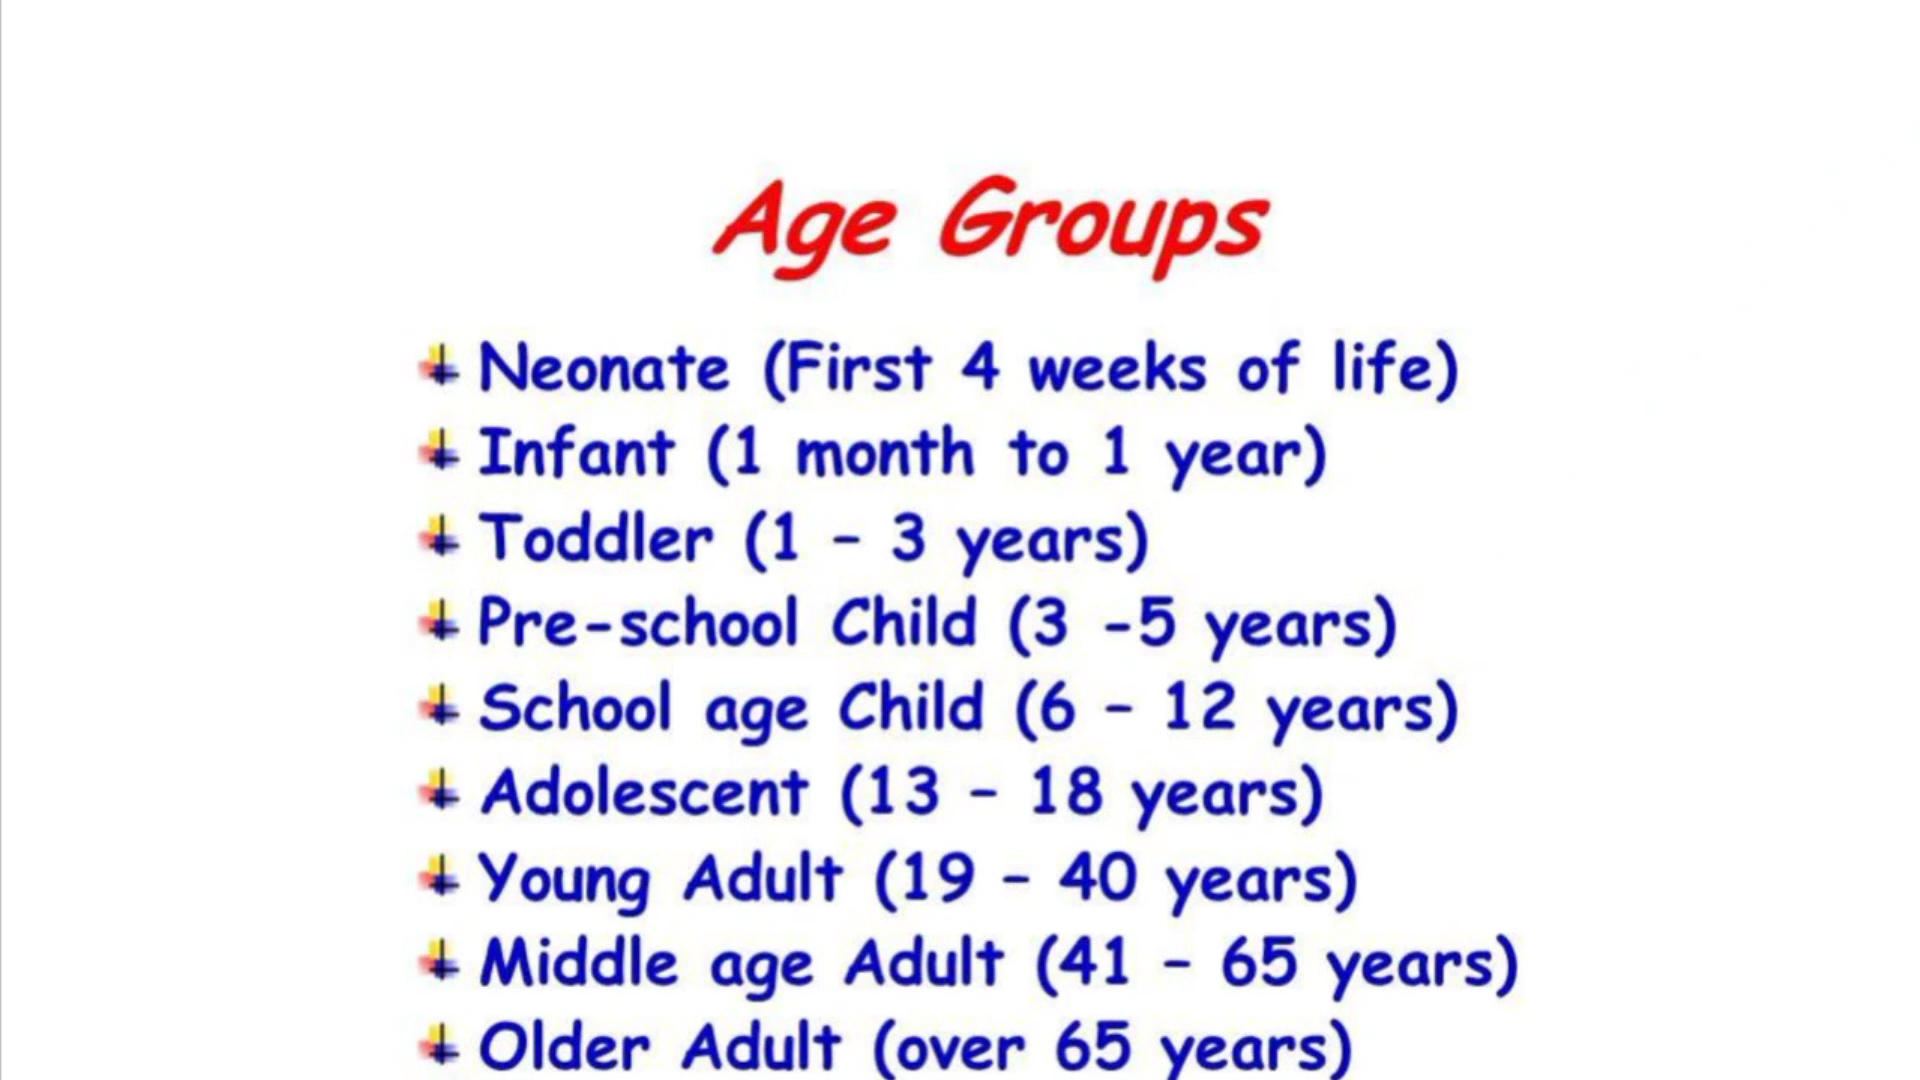 Age Groups
Neonate (First 4 weeks of life)
Infant (1 month to 1 year)
Toddler (1 – 3 years)
Pre-school Child (3 -5 years)
School age Child (6 – 12 years)
Adolescent (13 – 18 years)
Young Adult (19 – 40 years)
Middle age Adult (41 – 65 years)
Older Adult (over 65 years)